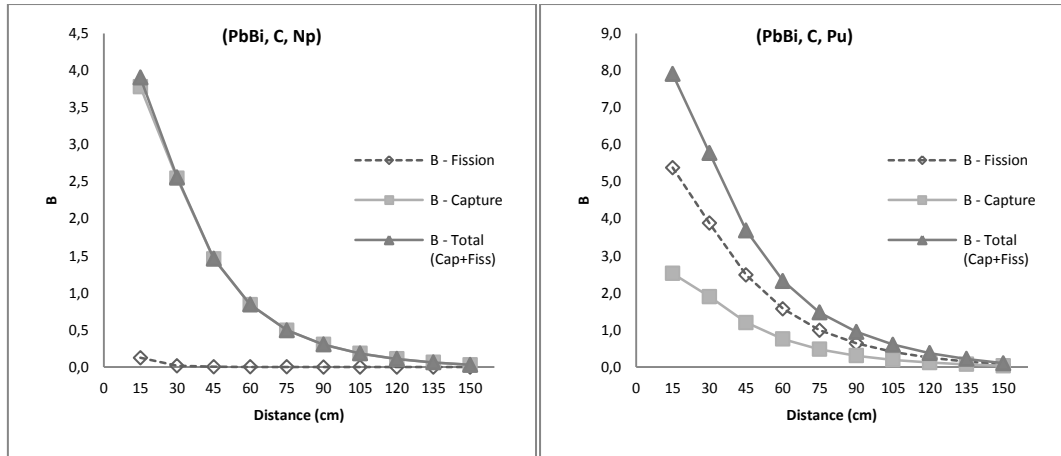 (PbBi, C, Np)
4,5
4,0
3,5
3,0
2,5
2,0
1,5
1,0
0,5
0,0
B
B - Fission
B - Capture
B - Total
(Cap+Fiss)
15 30 45 60 75 90 105 120 135 150
Distance (cm)
(PbBi, C, Pu)
9,0
8,0
7,0
6,0
5,0
4,0
3,0
2,0
1,0
0,0
B
B - Fission
B - Capture
B - Total
(Cap+Fiss)
15 30 45 60 75 90 105 120 135 150
Distance (cm)